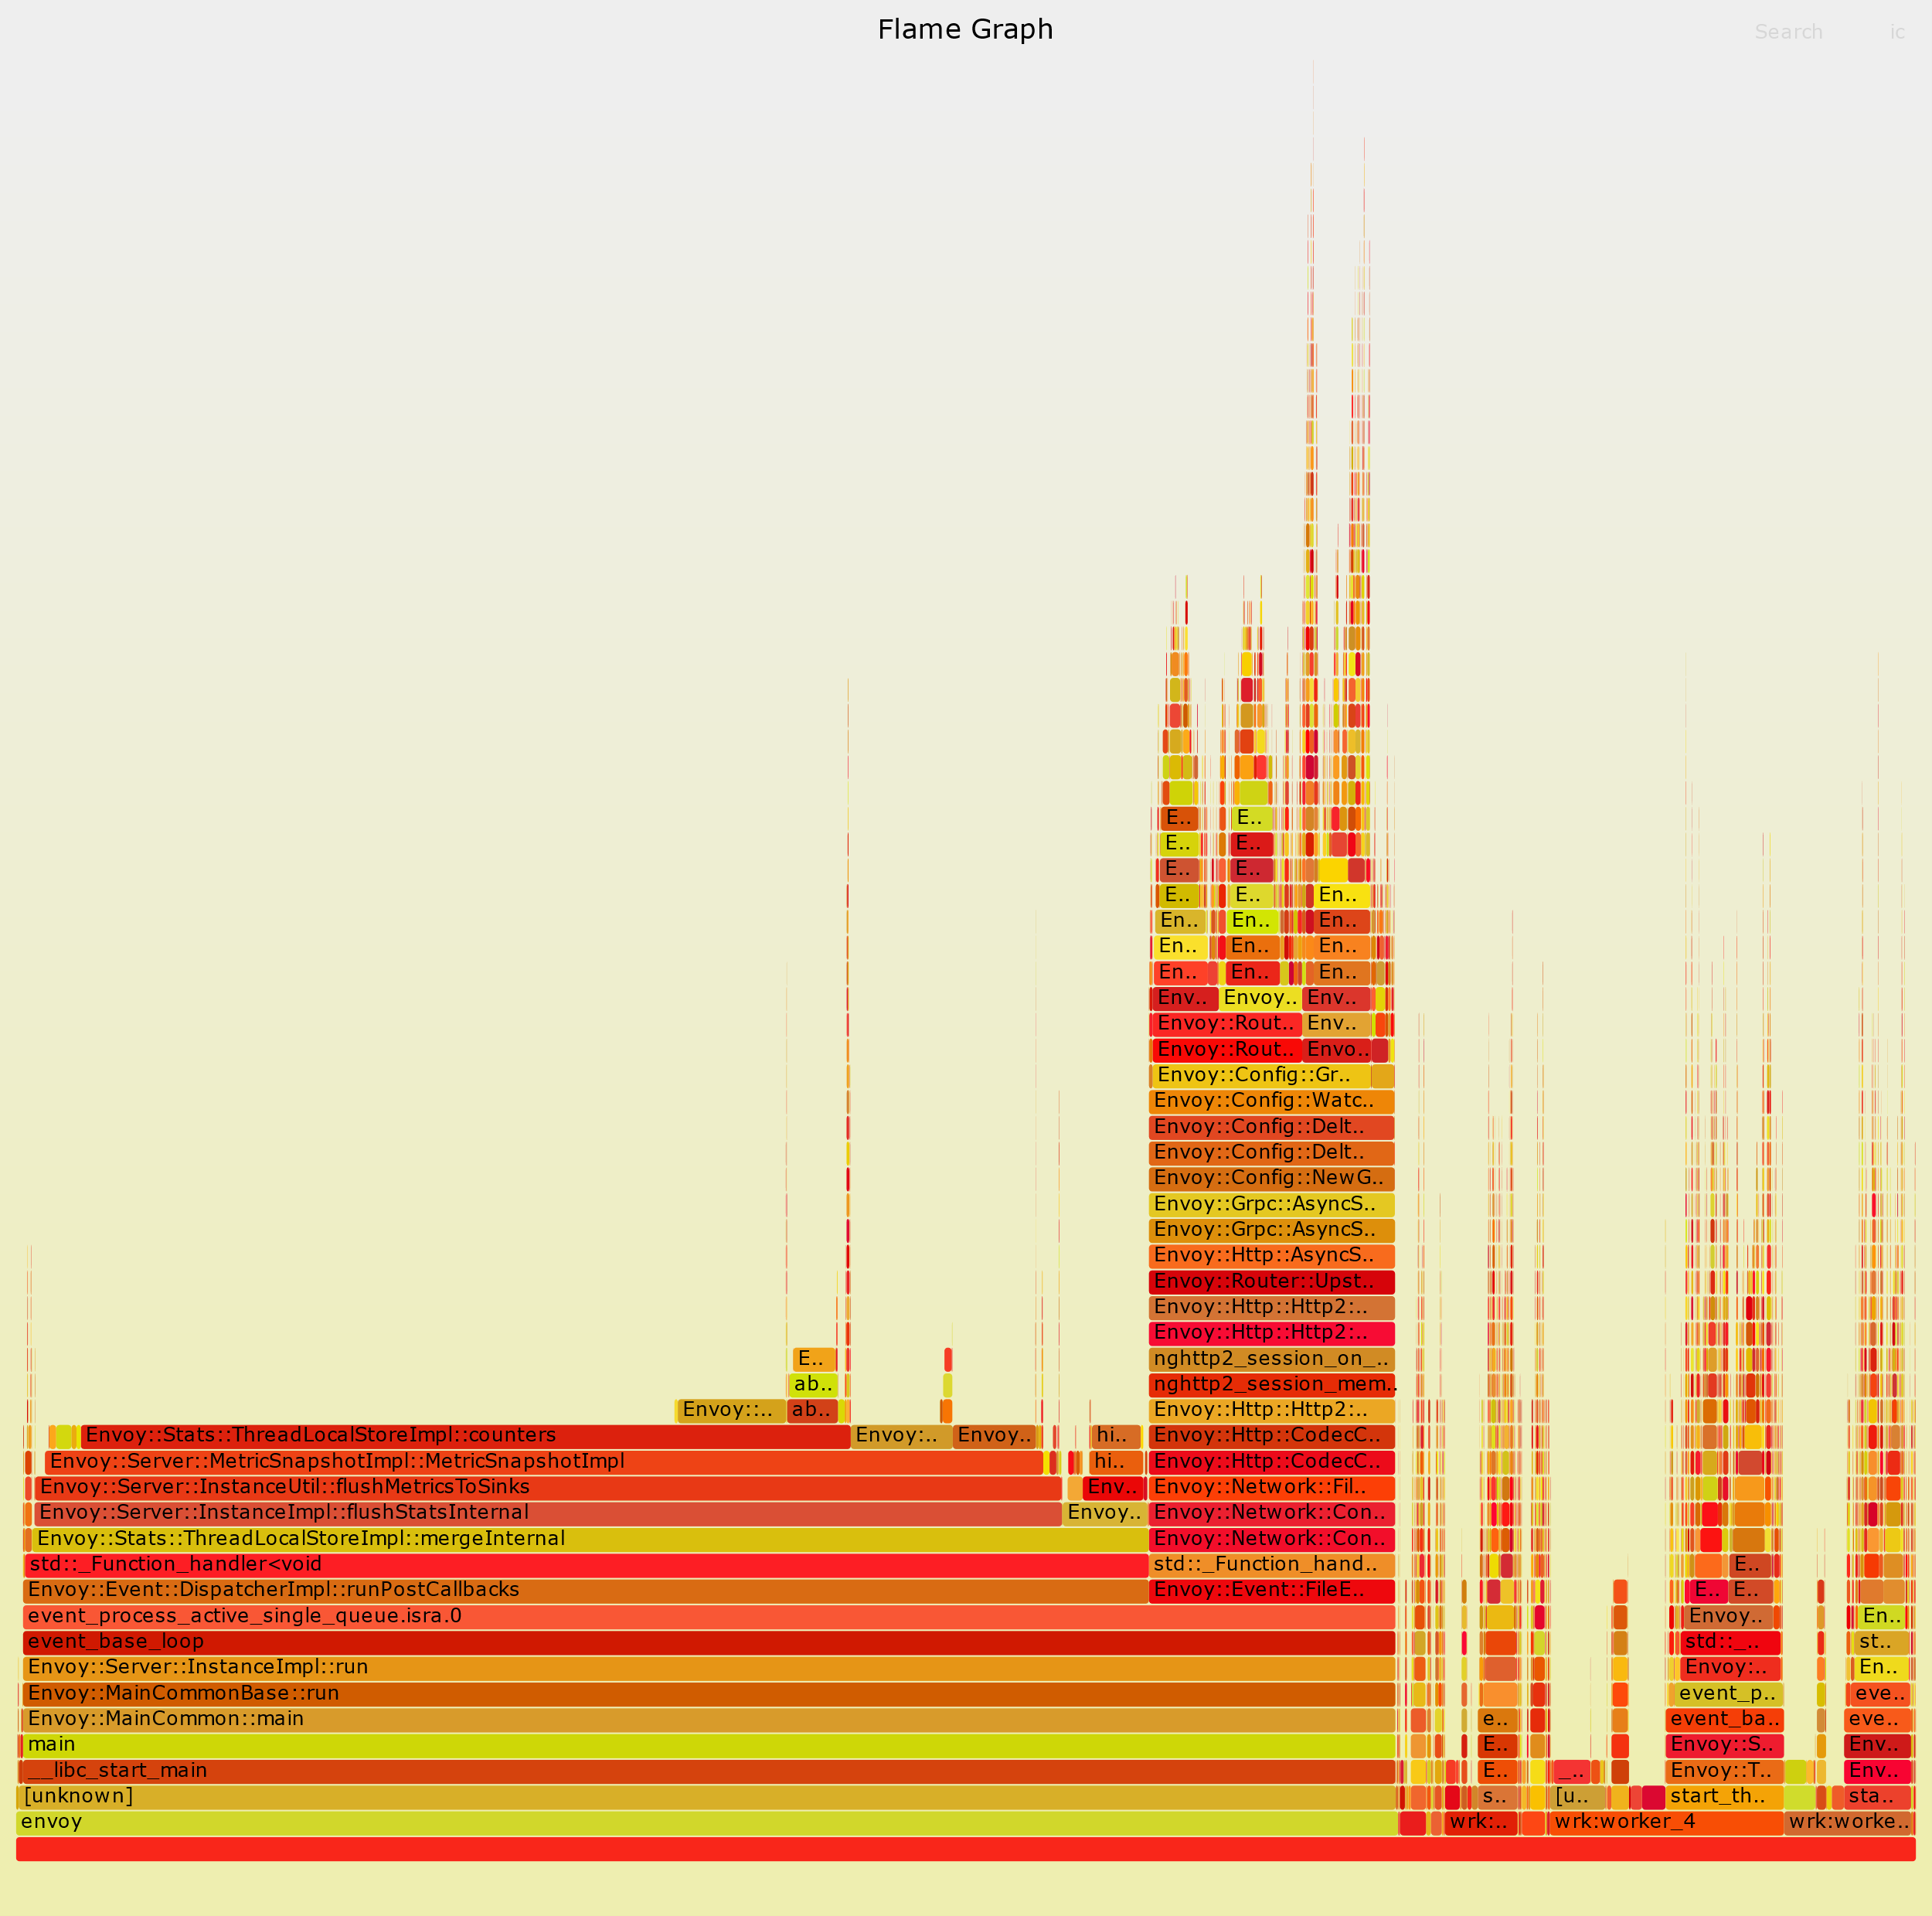 Flame Graph
Search ic
E.. E..
E.. E..
E.. E..
E.. E.. En..
En.. En.. En..
En.. En.. En..
En.. En.. En..
Env.. Envoy.. Env..
Envoy::Rout.. Env..
Envoy::Rout.. Envo..
Envoy::Config::Gr..
Envoy::Config::Watc..
Envoy::Config::Delt..
Envoy::Config::Delt..
Envoy::Config::NewG..
Envoy::Grpc::AsyncS..
Envoy::Grpc::AsyncS..
Envoy::Http::AsyncS..
Envoy::Router::Upst..
Envoy::Http::Http2:..
Envoy::Http::Http2:..
E.. nghttp2_session_on_..
ab.. nghttp2_session_mem..
Envoy::.. ab.. Envoy::Http::Http2:..
Envoy::Stats::ThreadLocalStoreImpl::counters Envoy:.. Envoy.. hi.. Envoy::Http::CodecC..
Envoy::Server::MetricSnapshotImpl::MetricSnapshotImpl hi.. Envoy::Http::CodecC..
Envoy::Server::InstanceUtil::flushMetricsToSinks Env.. Envoy::Network::Fil..
Envoy::Server::InstanceImpl::flushStatsInternal Envoy.. Envoy::Network::Con..
Envoy::Stats::ThreadLocalStoreImpl::mergeInternal Envoy::Network::Con..
std::_Function_handler<void std::_Function_hand.. E..
Envoy::Event::DispatcherImpl::runPostCallbacks Envoy::Event::FileE.. E.. E..
event_process_active_single_queue.isra.0 Envoy.. En..
event_base_loop std::_.. st..
Envoy::Server::InstanceImpl::run Envoy:.. En..
Envoy::MainCommonBase::run event_p.. eve..
Envoy::MainCommon::main e.. event_ba.. eve..
main E.. Envoy::S.. Env..
__libc_start_main E.. _.. Envoy::T.. Env..
[unknown] s.. [u.. start_th.. sta..
envoy wrk:.. wrk:worker_4 wrk:worke..